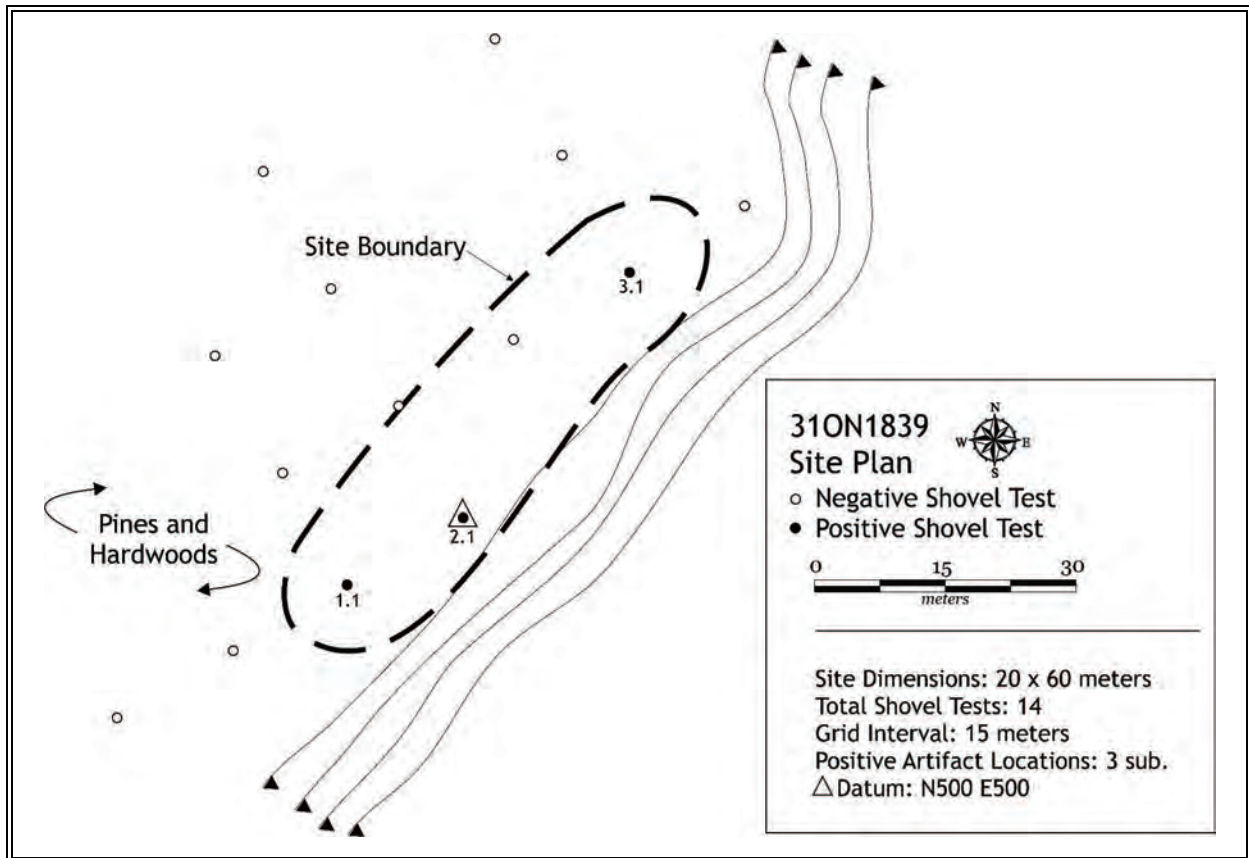 Site Boundary
3.1
Pines and
Hardwoods
2.1
1.1
31ON1839
Site Plan
N
W E
S
Negative Shovel Test
Positive Shovel Test
0 15 30
meters
Site Dimensions: 20 x 60 meters
Total Shovel Tests: 14
Grid Interval: 15 meters
Positive Artifact Locations: 3 sub.
Datum: N500 E500